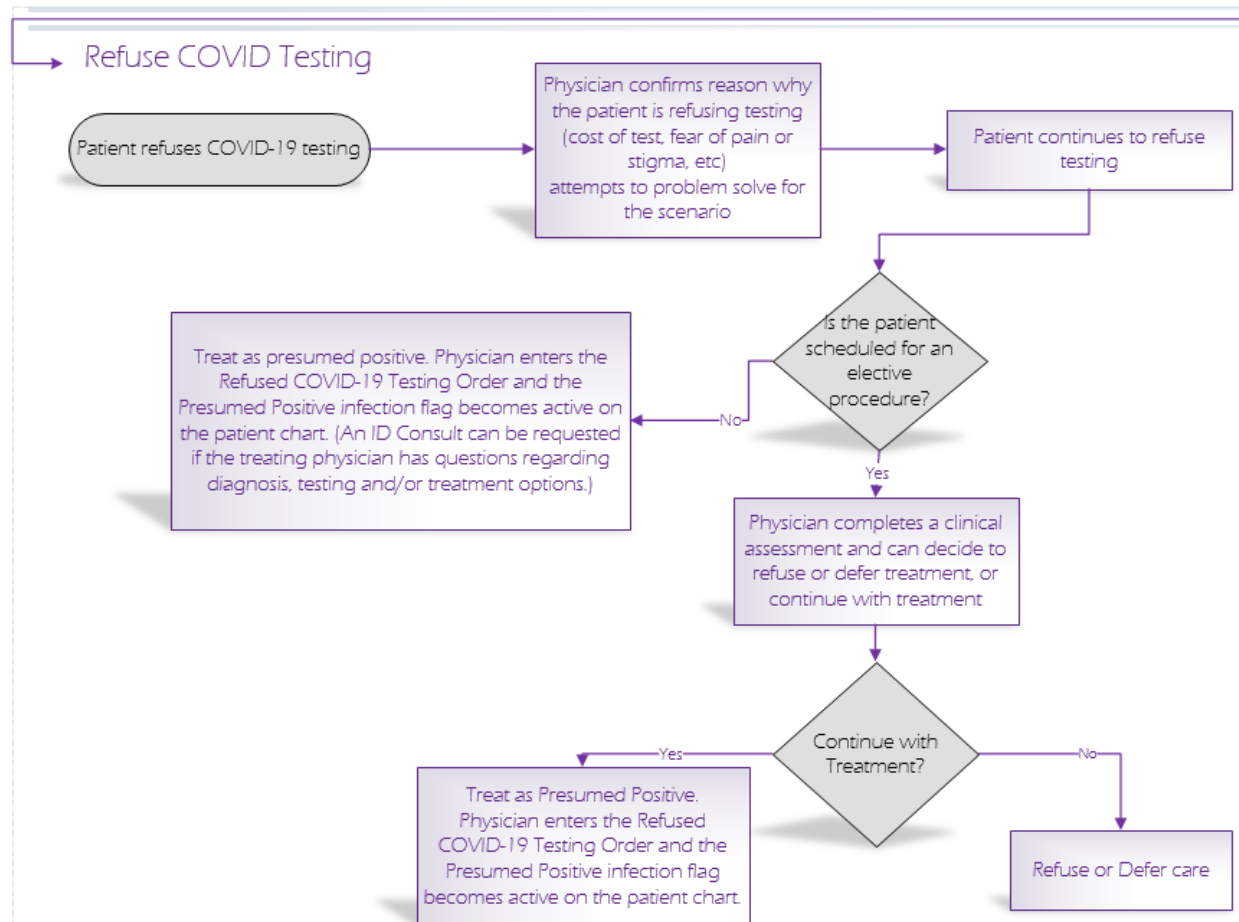 Refuse COVID Testing
Patient refuses COVID-19 testing
Physician confirms reason why
the patient is refusing testing
(cost of test, fear of pain or
stigma, etc)
attempts to problem solve for
the scenario
Patient continues to refuse
testing
Is the patient
scheduled for an
elective
procedure?
No
Treat as presumed positive. Physician enters the
Refused COVID-19 Testing Order and the
Presumed Positive infection flag becomes active on
the patient chart. (An ID Consult can be requested
if the treating physician has questions regarding
diagnosis, testing and/or treatment options.)
Yes
Physician completes a clinical
assessment and can decide to
refuse or defer treatment, or
continue with treatment
Continue with
Treatment?
Yes
Treat as Presumed Positive.
Physician enters the Refused
COVID-19 Testing Order and the
Presumed Positive infection flag
becomes active on the patient chart.
No
Refuse or Defer care